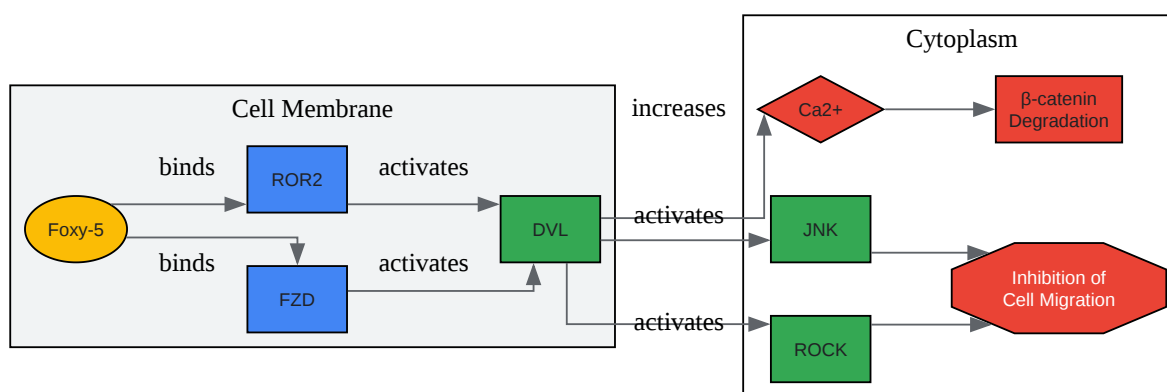 Cell Membrane
Foxy-5
binds
binds
ROR2
FZD
activates
activates
DVL
increases
activates
activates
Cytoplasm
Ca2+
β-catenin
Degradation
JNK
ROCK
Inhibition of
Cell Migration